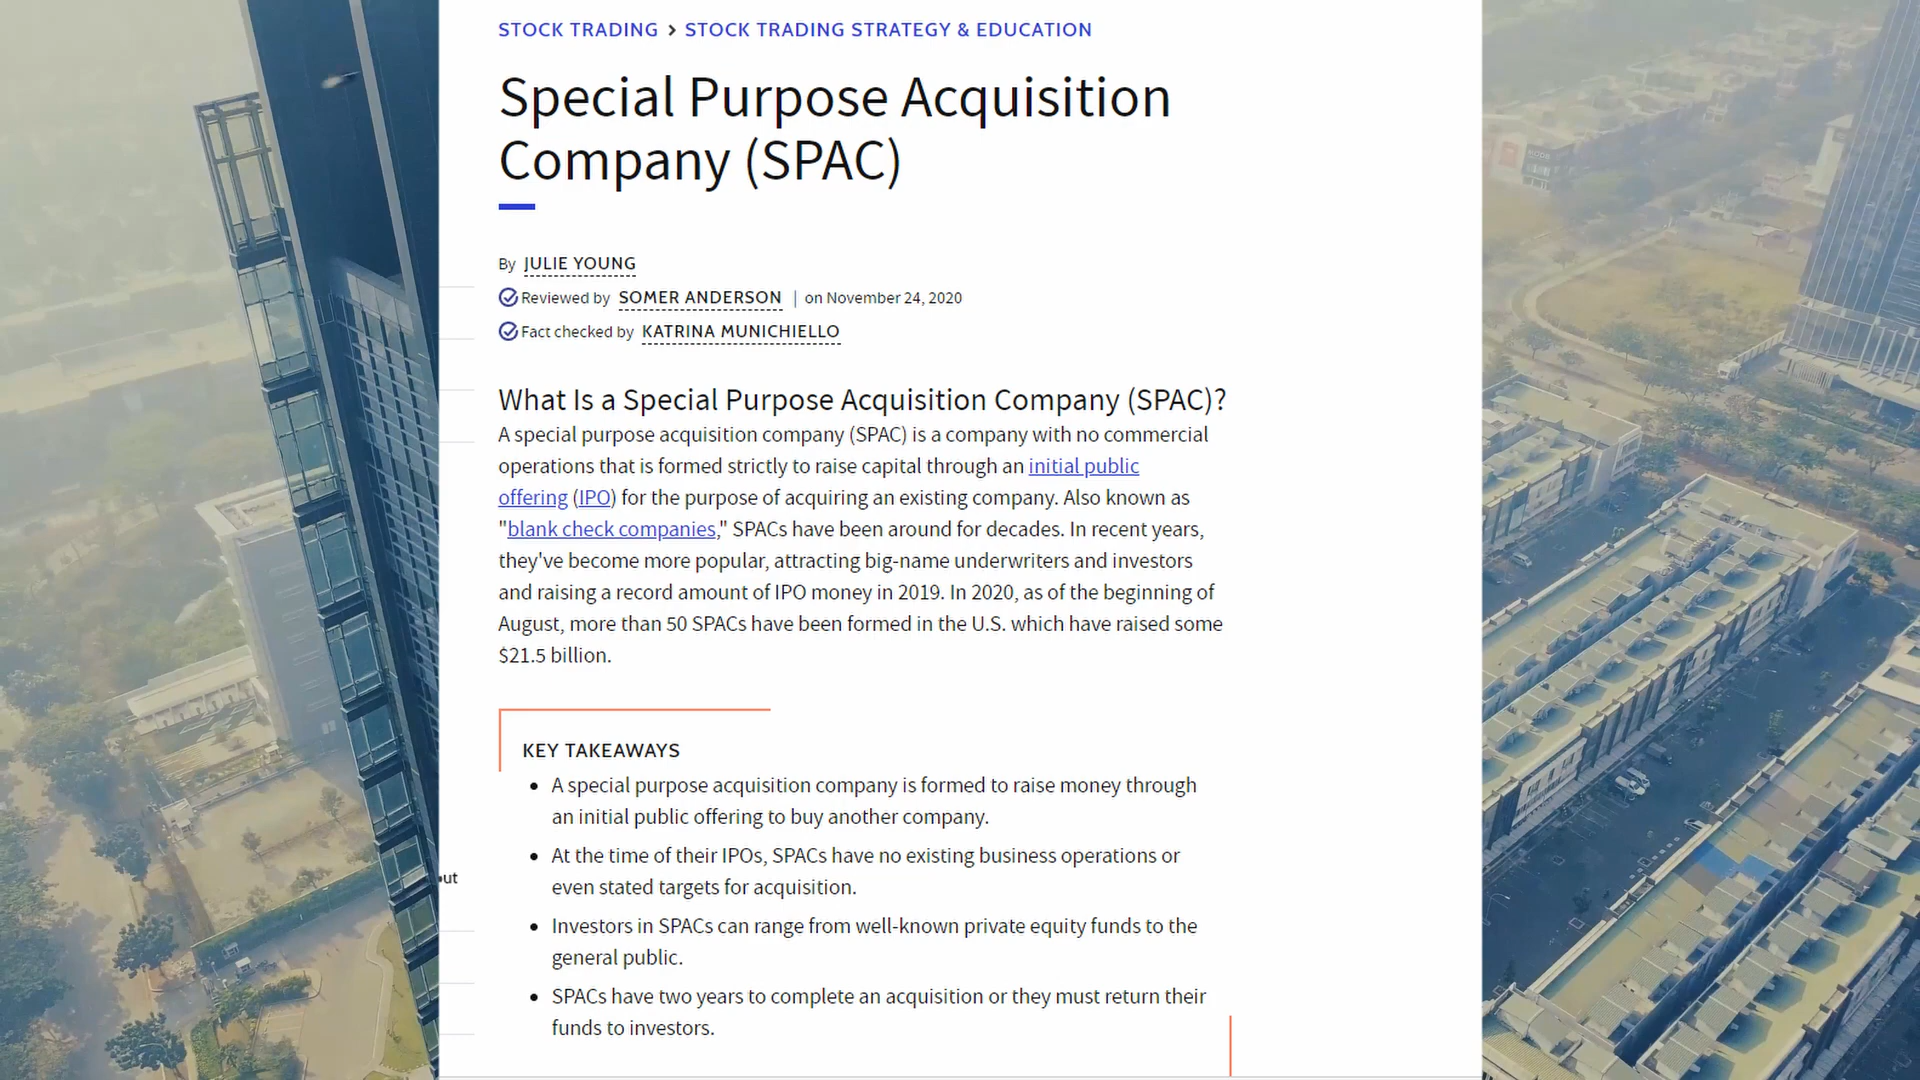 STOCK TRADING > STOCK TRADING STRATEGY & EDUCATION
Special Purpose Acquisition
Company (SPAC)
By JULIE YOUNG
Reviewed by SOMER ANDERSON | on November 24, 2020
Fact checked by KATRINA MUNICHIELLO
What Is a Special Purpose Acquisition Company (SPAC)?
A special purpose acquisition company (SPAC) is a company with no commercial
operations that is formed strictly to raise capital through an initial public
offering (IPO) for the purpose of acquiring an existing company. Also known as
"blank check companies," SPACs have been around for decades. In recent years,
they've become more popular, attracting big-name underwriters and investors
and raising a record amount of IPO money in 2019. In 2020, as of the beginning of
August, more than 50 SPACs have been formed in the U.S. which have raised some
$21.5 billion.
KEY TAKEAWAYS
• A special purpose acquisition company is formed to raise money through
an initial public offering to buy another company.
• At the time of their IPOs, SPACs have no existing business operations or
even stated targets for acquisition.
• Investors in SPACs can range from well-known private equity funds to the
general public.
• SPACs have two years to complete an acquisition or they must return their
funds to investors.